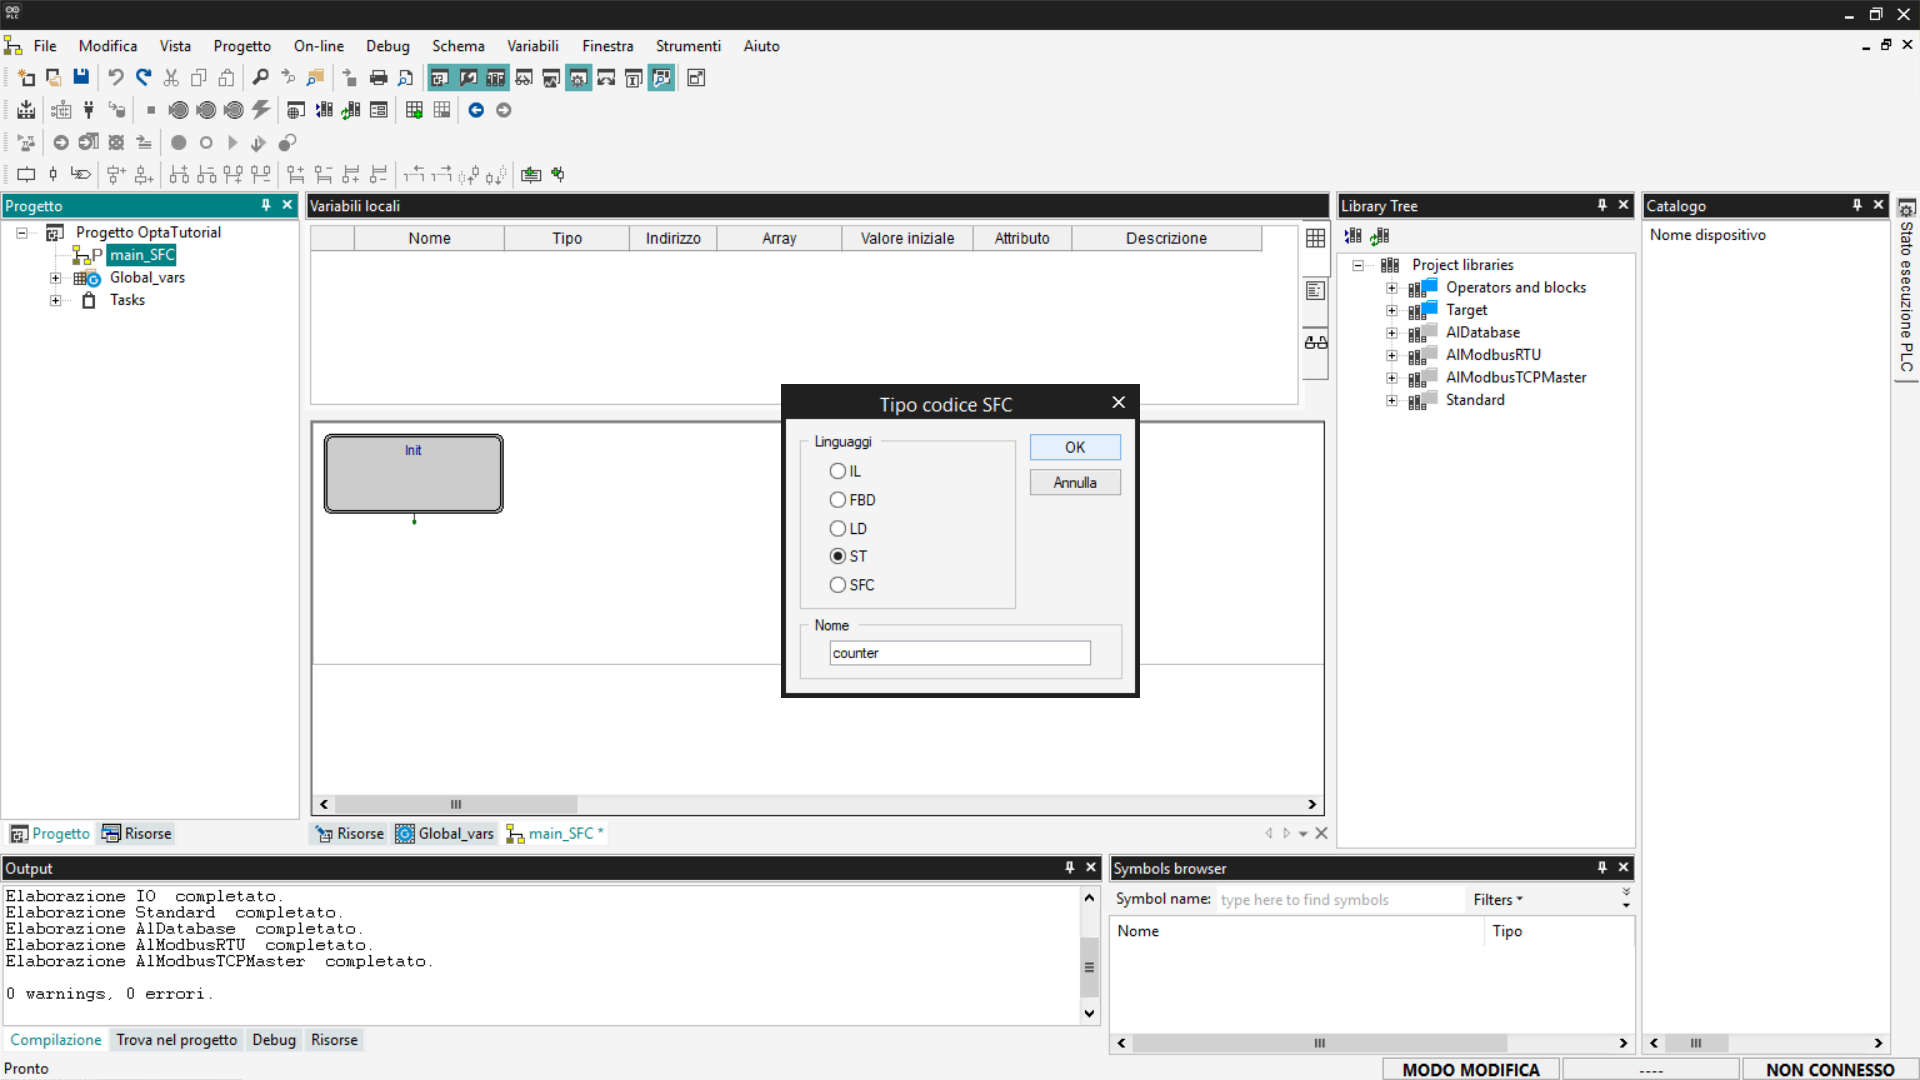 PLC
File Modifica Vista Progetto On-line Debug Schema Variabili Finestra Strumenti Aiuto
Progetto
Progetto OptaTutorial
P main_SFC
Global_vars
Tasks
Progetto Risorse
Variabili locali
Nome Tipo Indirizzo Array Valore iniziale Attributo Descrizione
Init
Tipo codice SFC
Linguaggi
IL
FBD
LD
ST
SFC
OK
Annulla
Nome
counter
Risorse Global_vars main_SFC *
Library Tree
Project libraries
Operators and blocks
Target
AlDatabase
AlModbusRTU
AlModbusTCPMaster
Standard
Catalogo
Nome dispositivo
Stato esecuzione PLC
Output
Elaborazione IO completato.
Elaborazione Standard completato.
Elaborazione AlDatabase completato.
Elaborazione AlModbusRTU completato.
Elaborazione AlModbusTCPMaster completato.
0 warnings, 0 errori.
Compilazione Trova nel progetto Debug Risorse
Symbols browser
Symbol name: type here to find symbols Filters
Nome Tipo
Pronto
MODO MODIFICA ---- NON CONNESSO